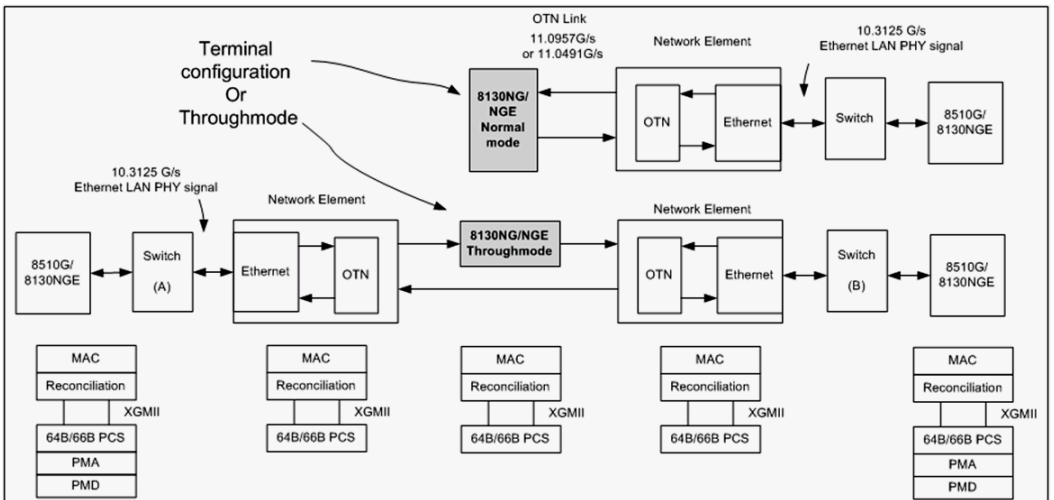 OTN Link
11.0957G/s
or 11.0491G/s
Network Element
10.3125 G/s
Ethernet LAN PHY signal
Terminal
configuration
Or
Throughmode
8130NG/
NGE
Normal
mode
OTN
Ethernet
Switch
8510G/
8130NGE
10.3125 G/s
Ethernet LAN PHY signal
Network Element
Network Element
8510G/
8130NGE
Switch
(A)
Ethernet
OTN
8130NG/NGE
Throughmode
OTN
Ethernet
Switch
(B)
8510G/
8130NGE
MAC
Reconciliation
XGMII
64B/66B PCS
PMA
PMD
MAC
Reconciliation
XGMII
64B/66B PCS
MAC
Reconciliation
XGMII
64B/66B PCS
MAC
Reconciliation
XGMII
64B/66B PCS
MAC
Reconciliation
XGMII
64B/66B PCS
PMA
PMD